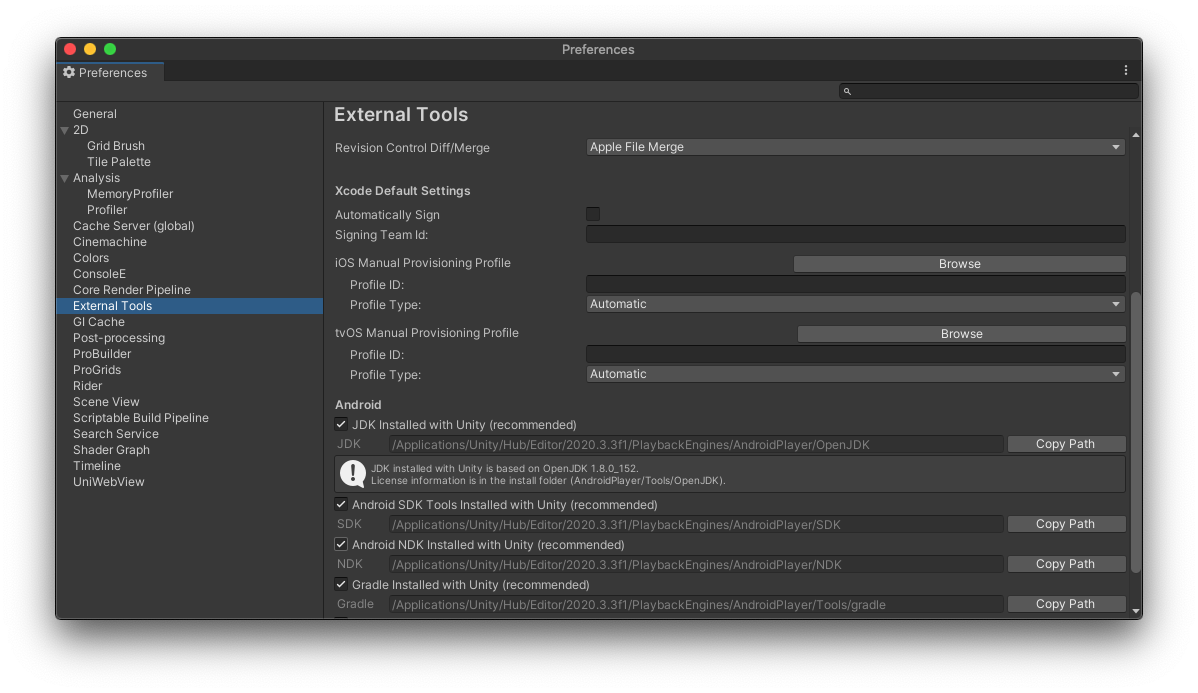 Preferences
Preferences
General
2D
Grid Brush
Tile Palette
Analysis
MemoryProfiler
Profiler
Cache Server (global)
Cinemachine
Colors
ConsoleE
Core Render Pipeline
External Tools
GI Cache
Post-processing
ProBuilder
ProGrids
Rider
Scene View
Scriptable Build Pipeline
Search Service
Shader Graph
Timeline
UniWebView
External Tools
Revision Control Diff/Merge Apple File Merge
Xcode Default Settings
Automatically Sign
Signing Team Id:
iOS Manual Provisioning Profile Browse
Profile ID:
Profile Type: Automatic
tvOS Manual Provisioning Profile Browse
Profile ID:
Profile Type: Automatic
Android
JDK Installed with Unity (recommended)
JDK /Applications/Unity/Hub/Editor/2020.3.3f1/PlaybackEngines/AndroidPlayer/OpenJDK Copy Path
JDK installed with Unity is based on OpenJDK 1.8.0_152.
License information is in the install folder (AndroidPlayer/Tools/OpenJDK).
Android SDK Tools Installed with Unity (recommended)
SDK /Applications/Unity/Hub/Editor/2020.3.3f1/PlaybackEngines/AndroidPlayer/SDK Copy Path
Android NDK Installed with Unity (recommended)
NDK /Applications/Unity/Hub/Editor/2020.3.3f1/PlaybackEngines/AndroidPlayer/NDK Copy Path
Gradle Installed with Unity (recommended)
Gradle /Applications/Unity/Hub/Editor/2020.3.3f1/PlaybackEngines/AndroidPlayer/Tools/gradle Copy Path